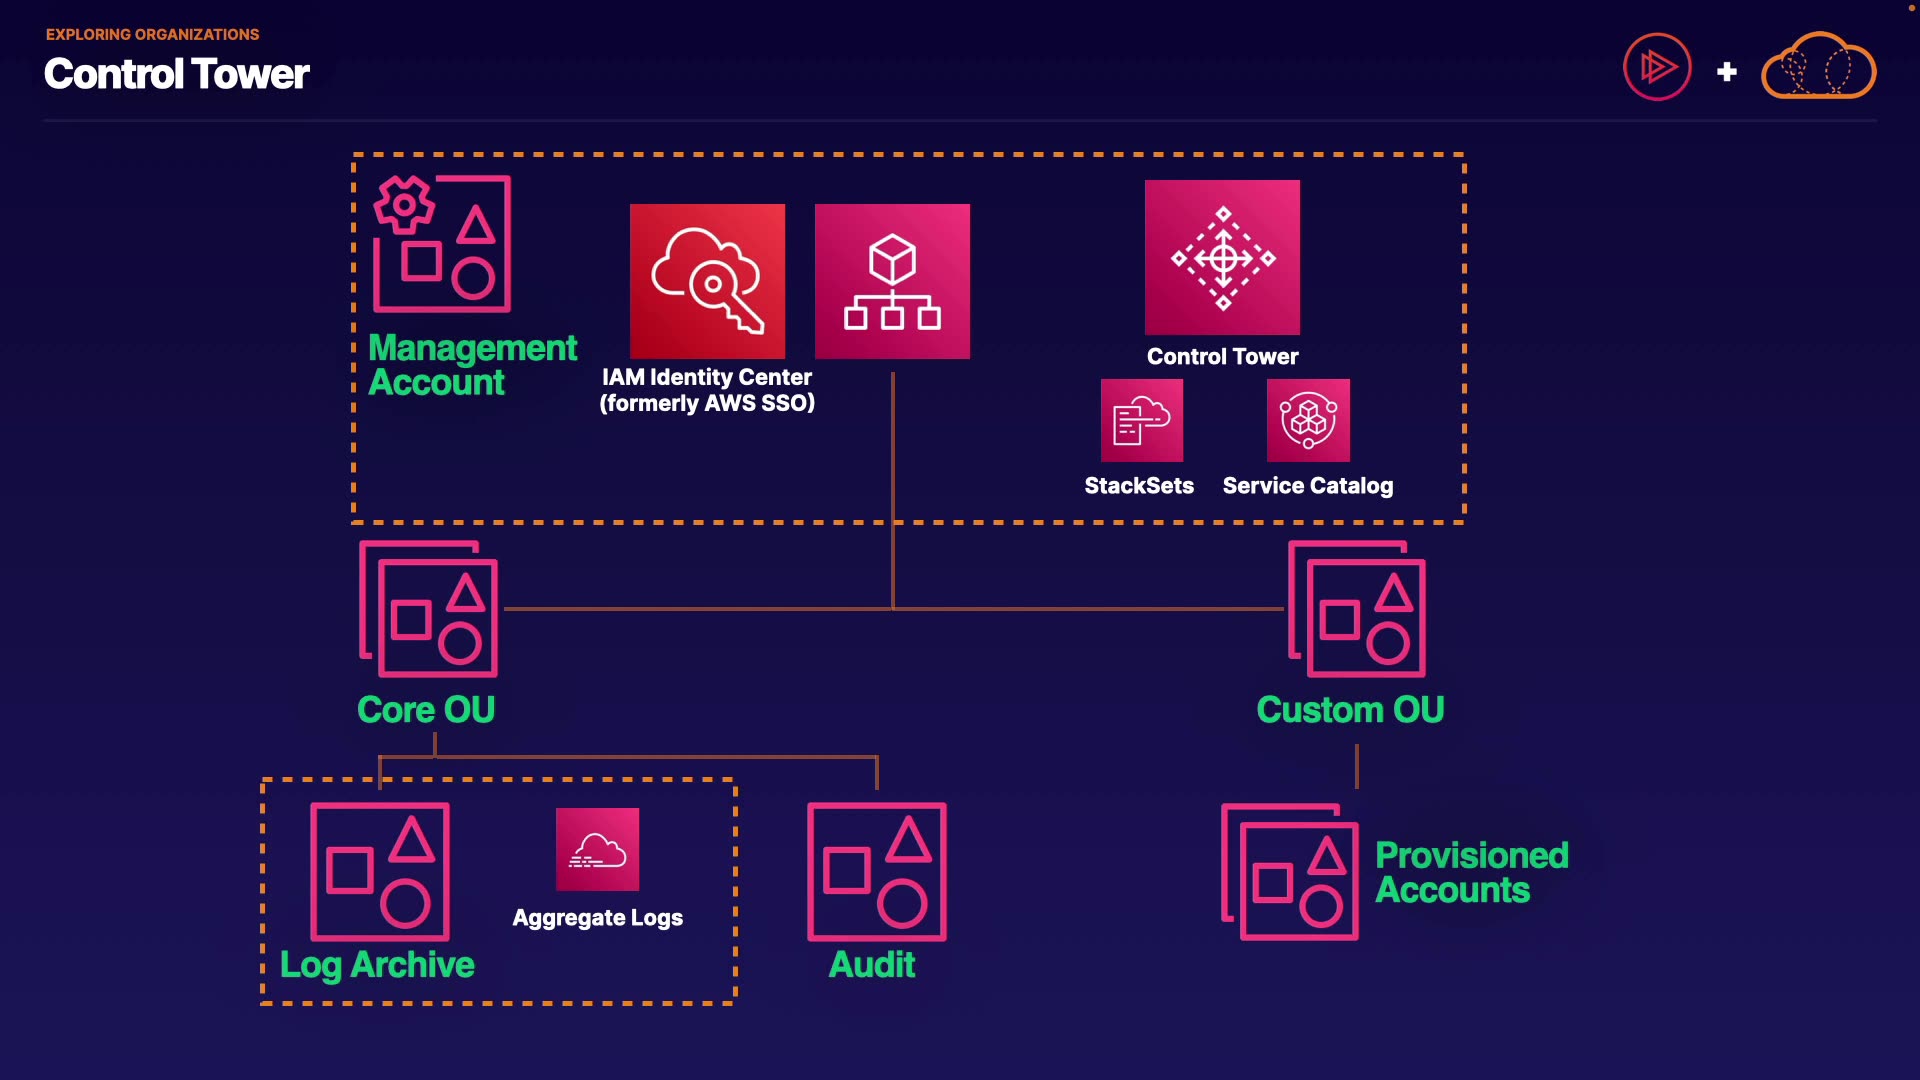 EXPLORING ORGANIZATIONS
Control Tower
Management
Account
IAM Identity Center
(formerly AWS SSO)
Control Tower
StackSets
Service Catalog
Core OU
Custom OU
Log Archive
Aggregate Logs
Audit
Provisioned
Accounts